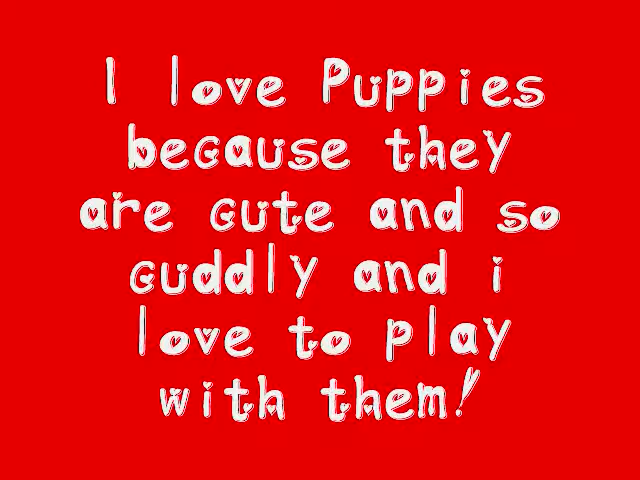 I love Puppies
because they
are cute and so
cuddly and i
love to play
with them!